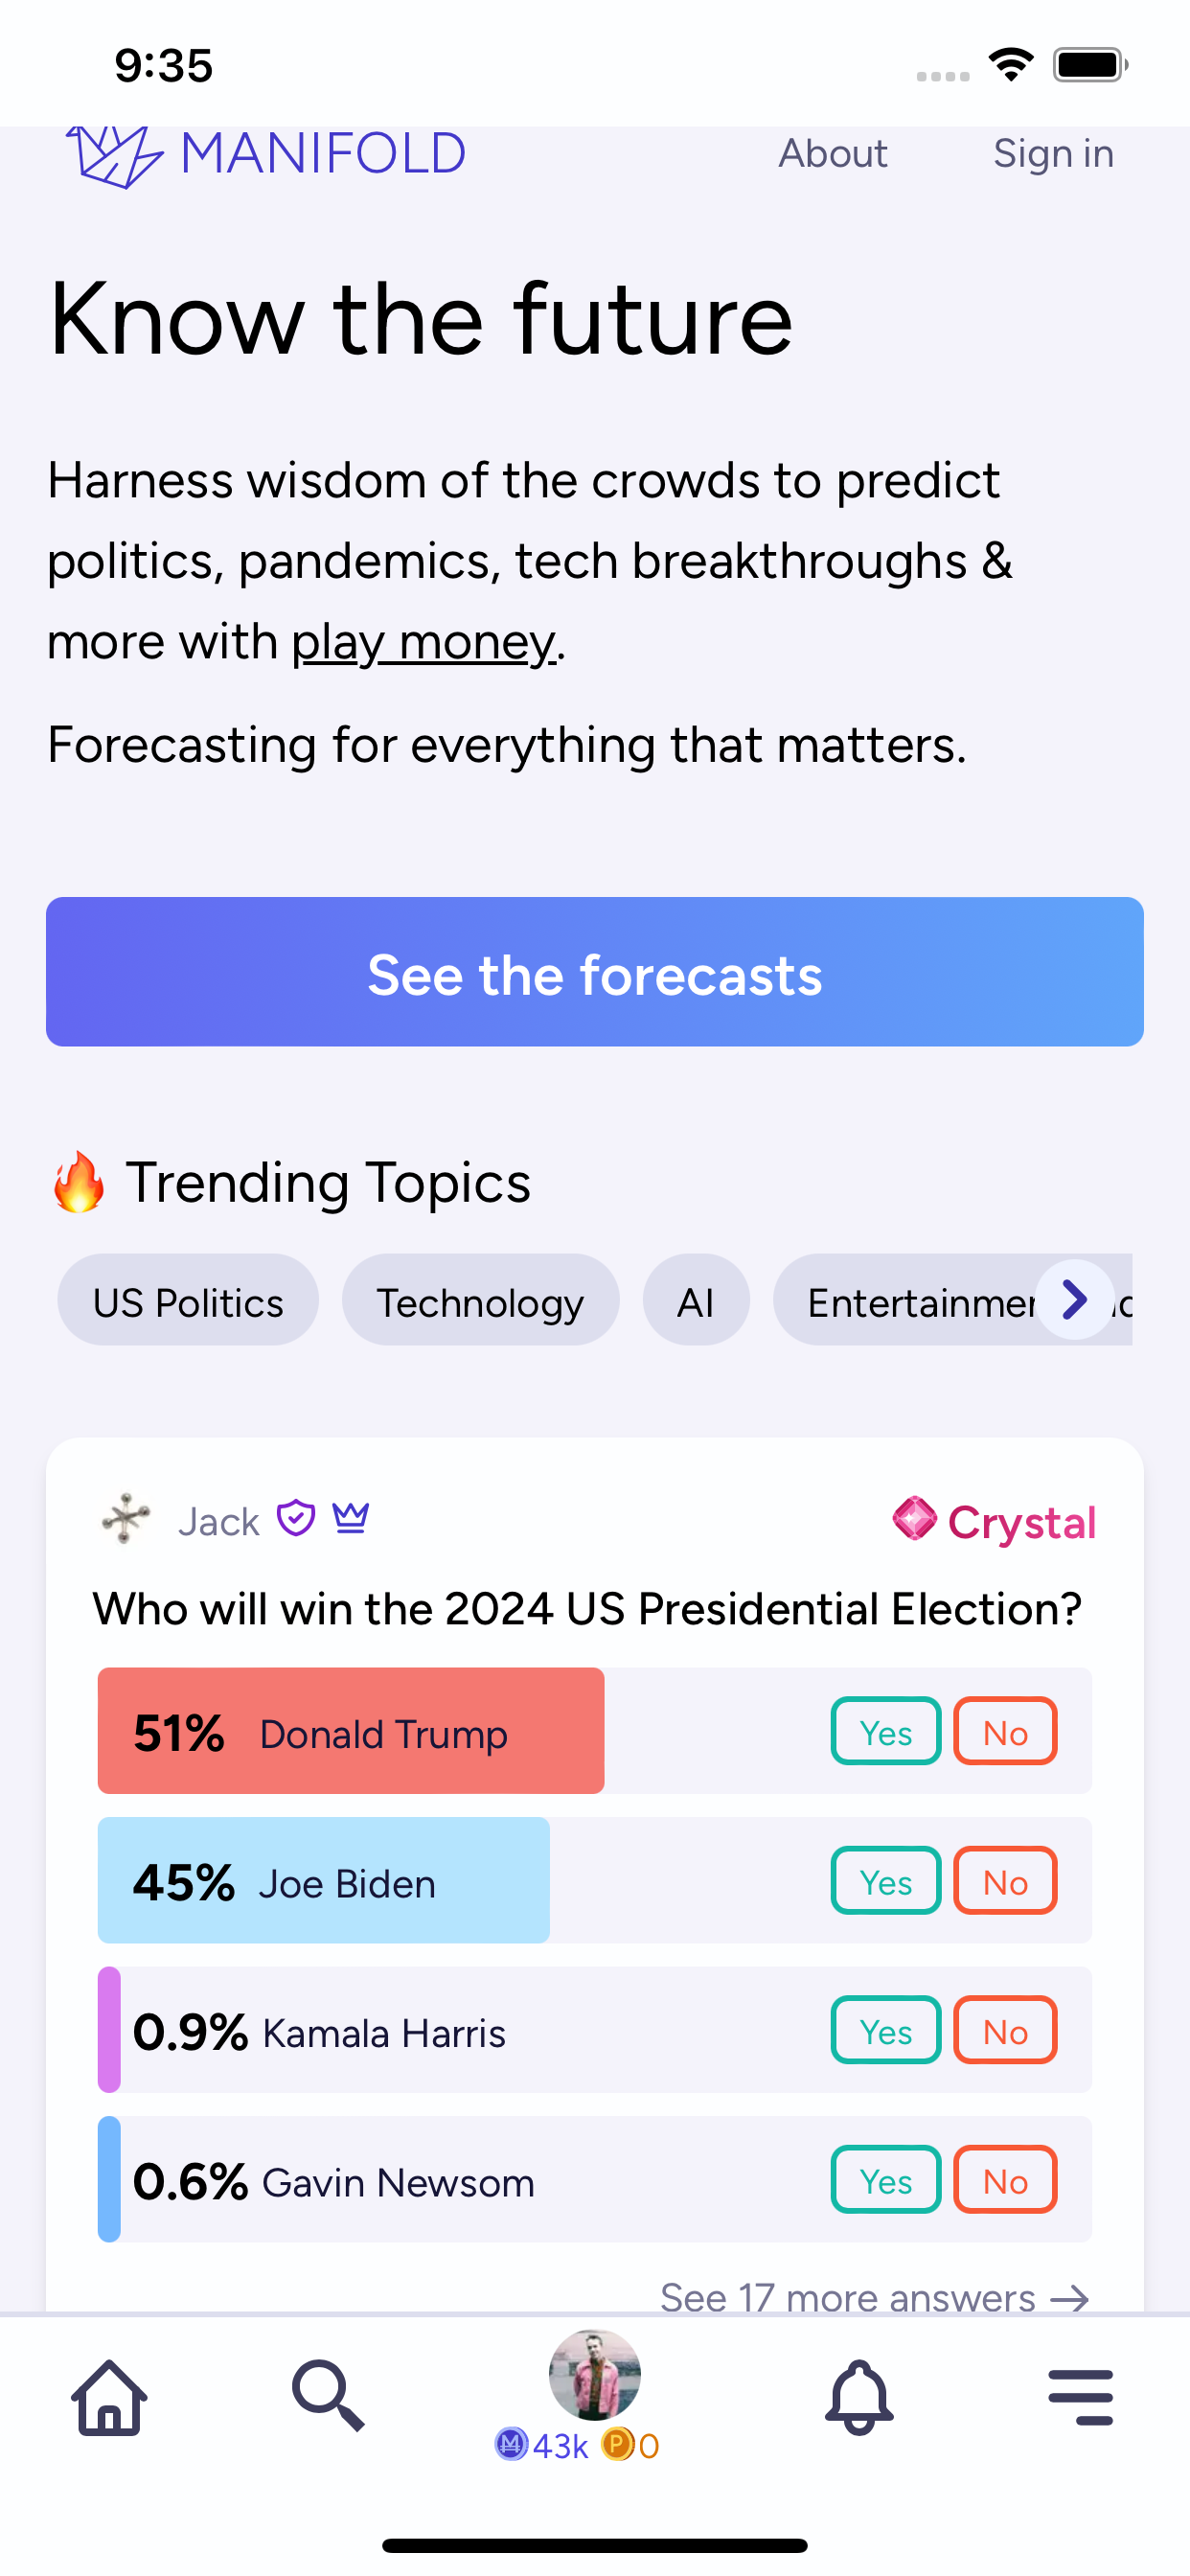 9:35
MANIFOLD About Sign in
Know the future
Harness wisdom of the crowds to predict
politics, pandemics, tech breakthroughs &
more with play money.
Forecasting for everything that matters.
See the forecasts
🔥 Trending Topics
US Politics Technology AI
Jack Crystal
Who will win the 2024 US Presidential Election?
51% Donald Trump Yes No
45% Joe Biden Yes No
0.9% Kamala Harris Yes No
0.6% Gavin Newsom Yes No
See 17 more answers →
M 43k P 0